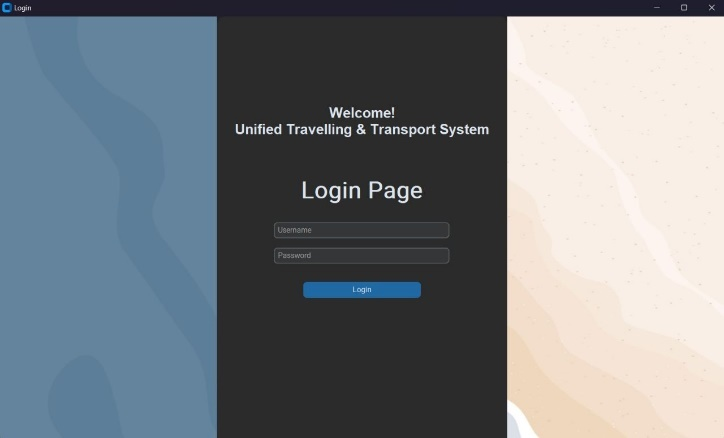 Login
Welcome!
Unified Travelling & Transport System
Login Page
Username
Password
Login